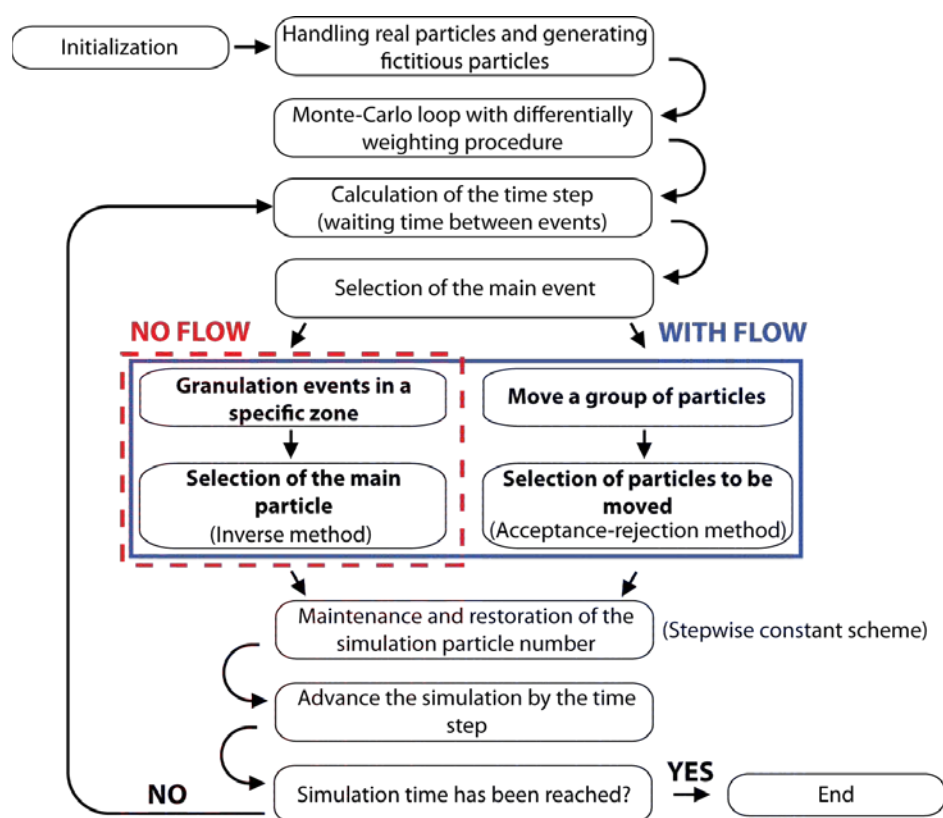 Initialization
Handling real particles and generating
fictitious particles
Monte-Carlo loop with differentially
weighting procedure
Calculation of the time step
(waiting time between events)
Selection of the main event
NO FLOW
WITH FLOW
Granulation events in a
specific zone
Move a group of particles
Selection of the main
particle
(Inverse method)
Selection of particles to be
moved
(Acceptance-rejection method)
Maintenance and restoration of the
simulation particle number
(Stepwise constant scheme)
Advance the simulation by the time
step
Simulation time has been reached?
NO
YES
End